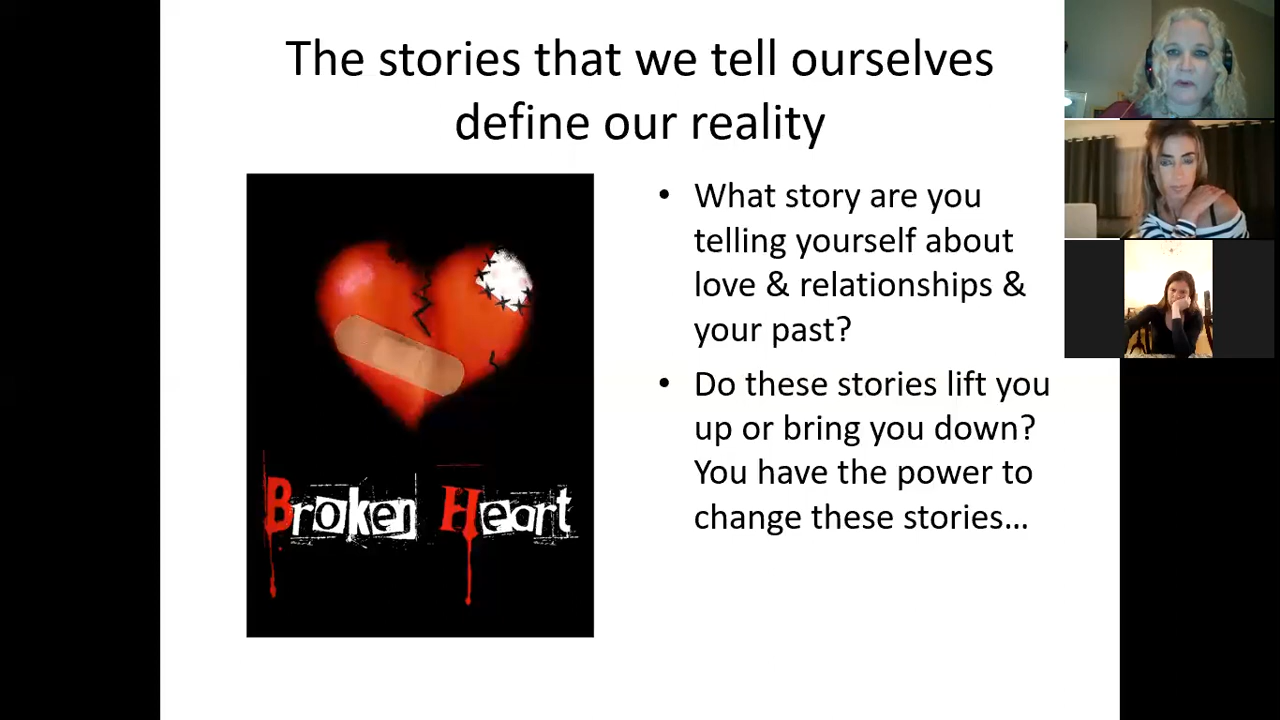 The stories that we tell ourselves
define our reality
• What story are you
telling yourself about
love & relationships &
your past?
• Do these stories lift you
up or bring you down?
You have the power to
change these stories…
Broken Heart